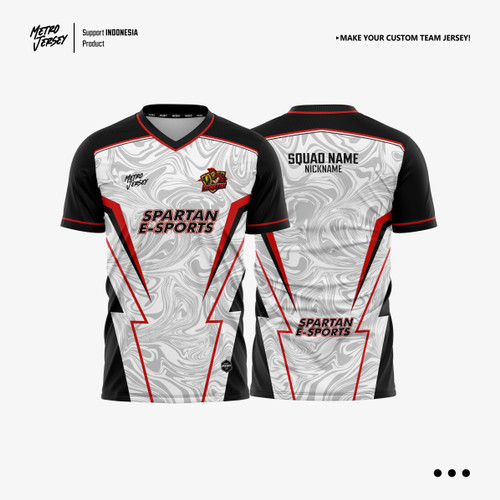 METRO
JERSEY
Support INDONESIA
Product
▸MAKE YOUR CUSTOM TEAM JERSEY!
METRO
JERSEY
SPARTAN
E-SPORTS
SQUAD NAME
NICKNAME
SPARTAN
E-SPORTS